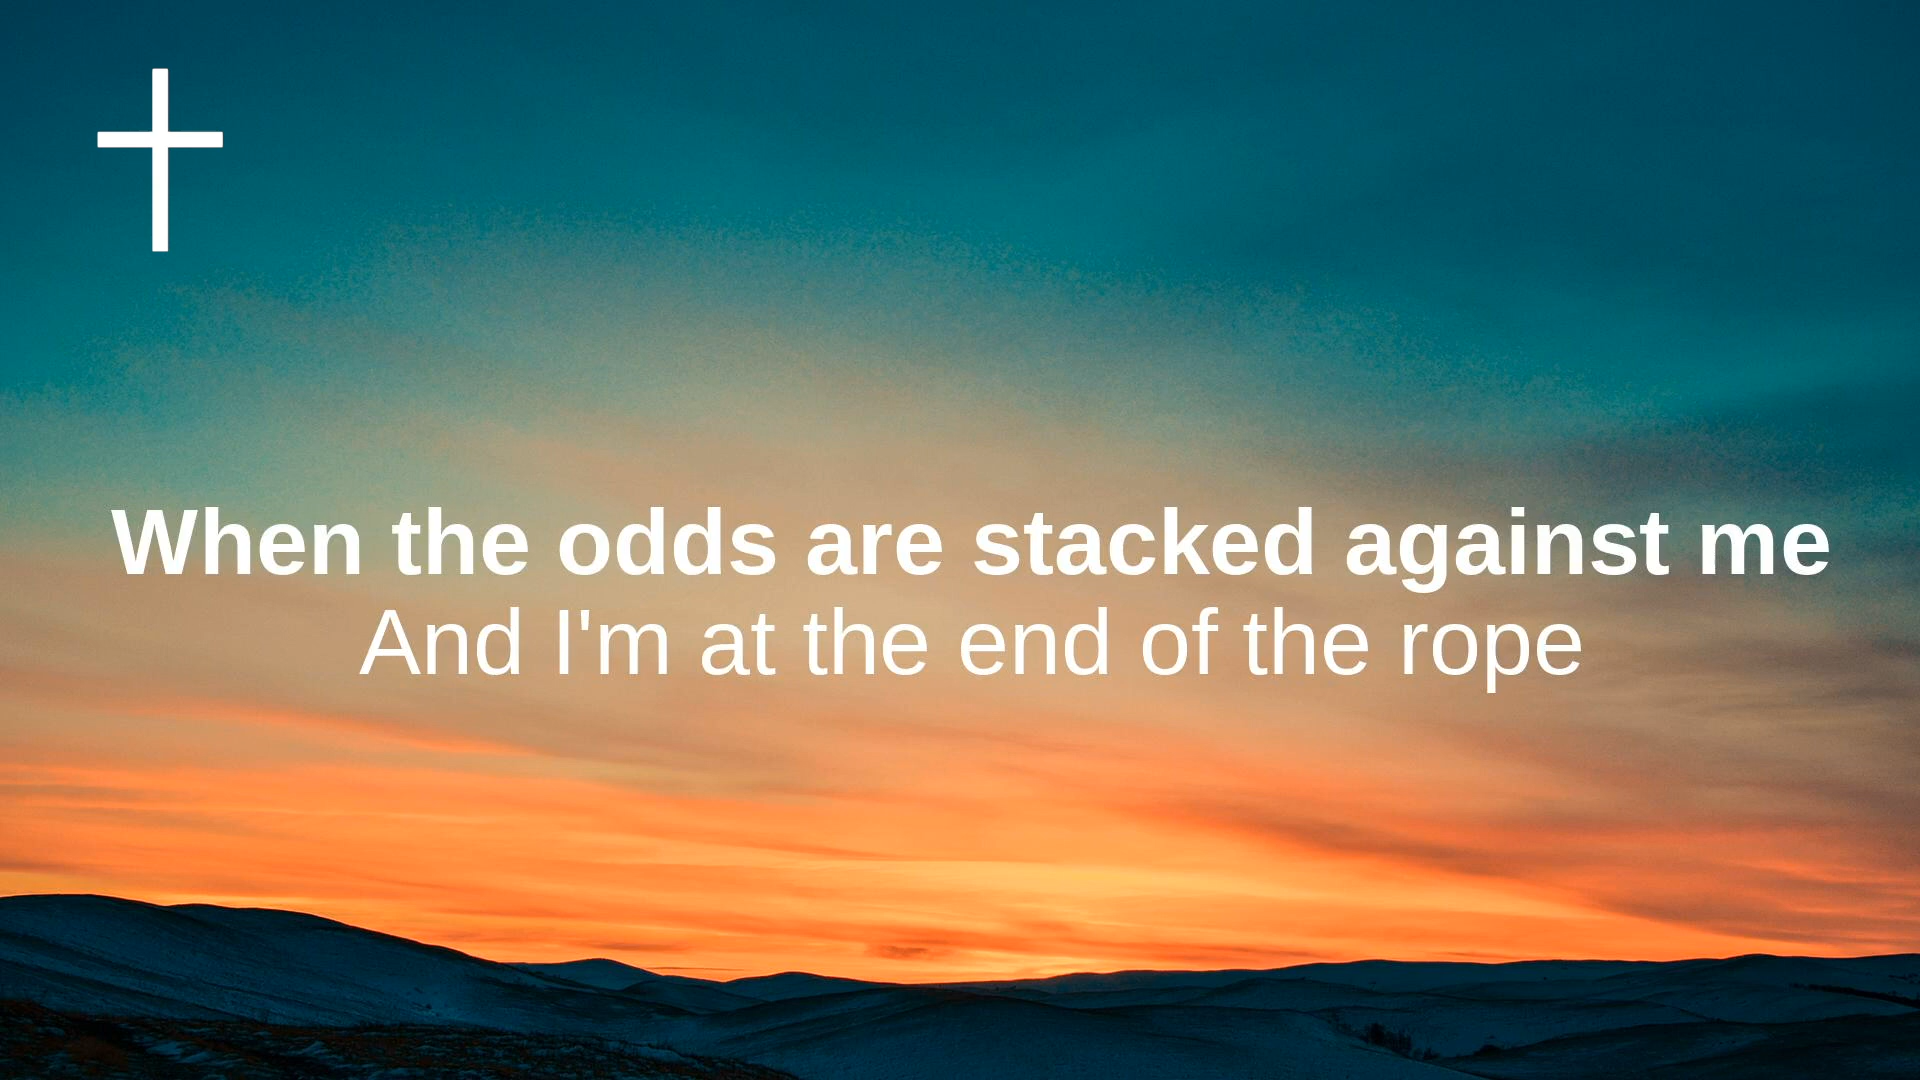 When the odds are stacked against me
And I'm at the end of the rope